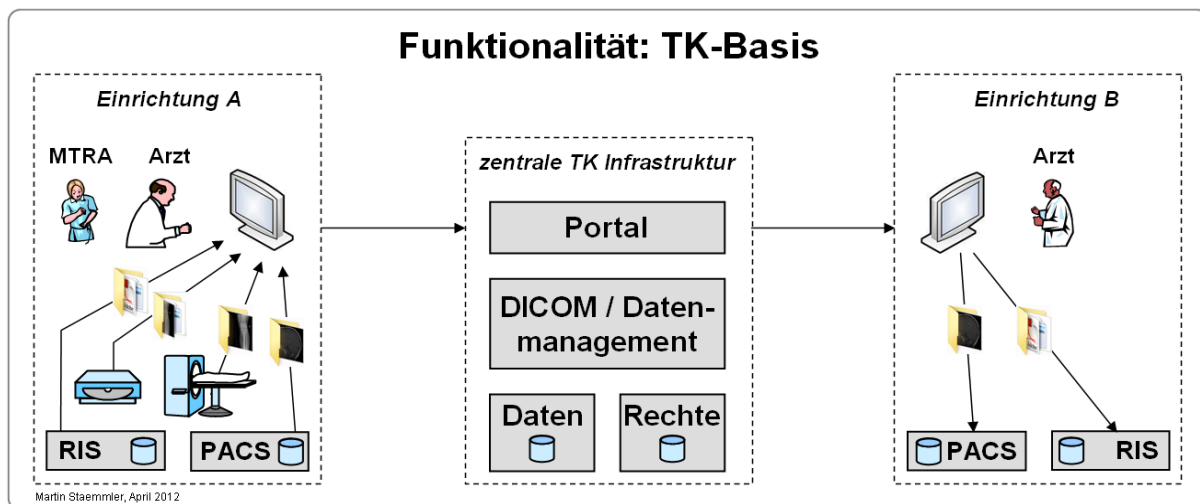 Funktionalität: TK-Basis
Einrichtung A
MTRA
Arzt
RIS
PACS
zentrale TK Infrastruktur
Portal
DICOM / Daten-
management
Daten
Rechte
Einrichtung B
Arzt
PACS
RIS
Martin Staemmler, April 2012